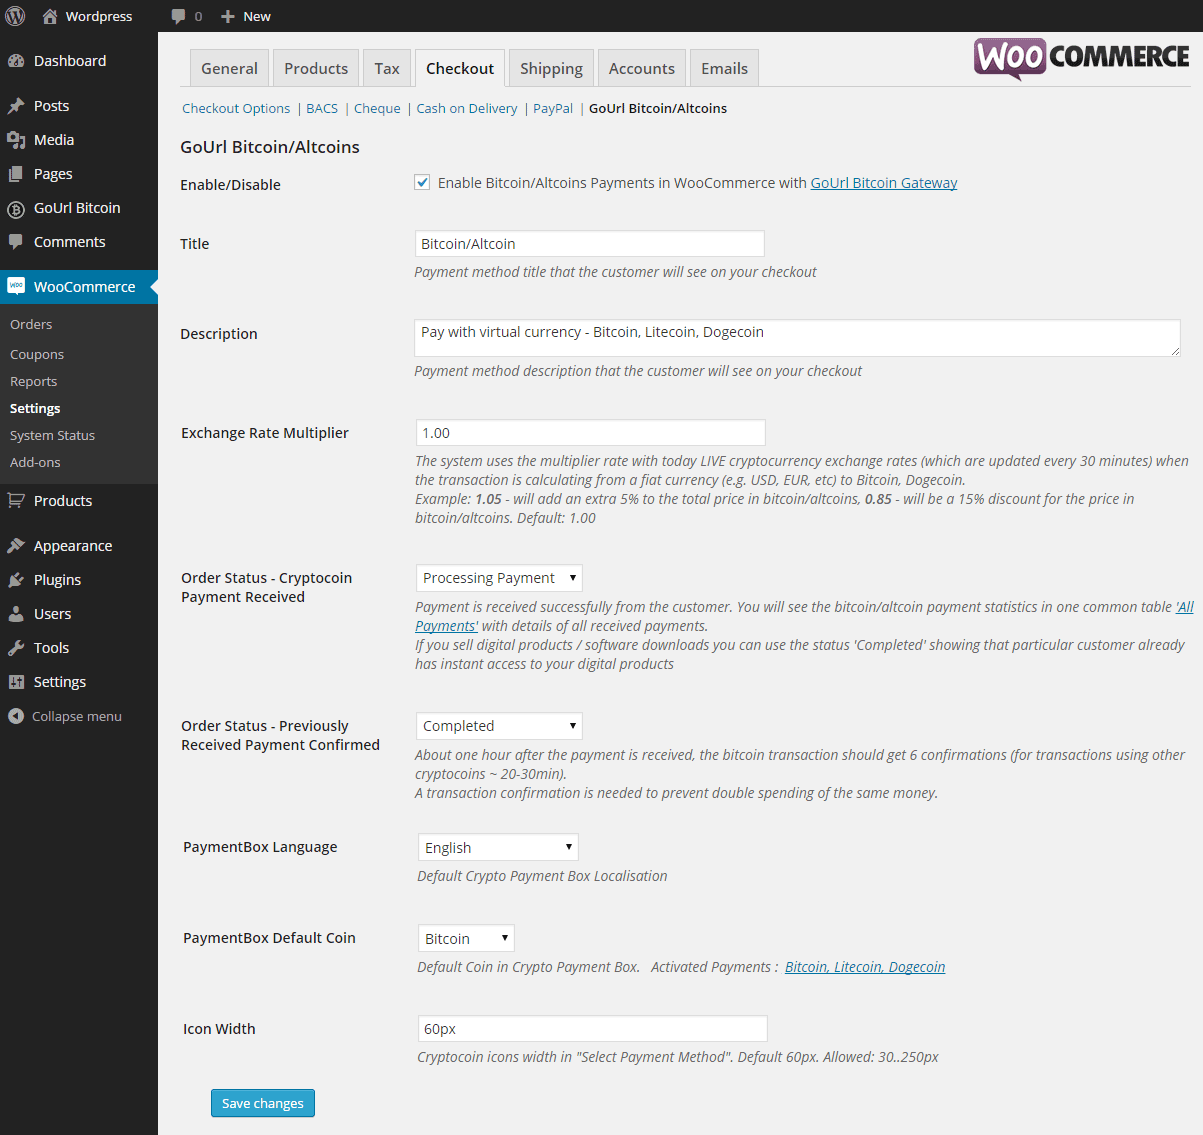 Wordpress 0 New
Dashboard
Posts
Media
Pages
GoUrl Bitcoin
Comments
WooCommerce
Orders
Coupons
Reports
Settings
System Status
Add-ons
Products
Appearance
Plugins
Users
Tools
Settings
Collapse menu
General Products Tax Checkout Shipping Accounts Emails
WOOCOMMERCE
Checkout Options | BACS | Cheque | Cash on Delivery | PayPal | GoUrl Bitcoin/Altcoins
GoUrl Bitcoin/Altcoins
Enable/Disable
Enable Bitcoin/Altcoins Payments in WooCommerce with GoUrl Bitcoin Gateway
Title
Bitcoin/Altcoin
Payment method title that the customer will see on your checkout
Description
Pay with virtual currency - Bitcoin, Litecoin, Dogecoin
Payment method description that the customer will see on your checkout
Exchange Rate Multiplier
1.00
The system uses the multiplier rate with today LIVE cryptocurrency exchange rates (which are updated every 30 minutes) when
the transaction is calculating from a fiat currency (e.g. USD, EUR, etc) to Bitcoin, Dogecoin.
Example: 1.05 - will add an extra 5% to the total price in bitcoin/altcoins, 0.85 - will be a 15% discount for the price in
bitcoin/altcoins. Default: 1.00
Order Status - Cryptocoin
Payment Received
Processing Payment
Payment is received successfully from the customer. You will see the bitcoin/altcoin payment statistics in one common table 'All
Payments' with details of all received payments.
If you sell digital products / software downloads you can use the status 'Completed' showing that particular customer already
has instant access to your digital products
Order Status - Previously
Received Payment Confirmed
Completed
About one hour after the payment is received, the bitcoin transaction should get 6 confirmations (for transactions using other
cryptocoins ~ 20-30min).
A transaction confirmation is needed to prevent double spending of the same money.
PaymentBox Language
English
Default Crypto Payment Box Localisation
PaymentBox Default Coin
Bitcoin
Default Coin in Crypto Payment Box. Activated Payments : Bitcoin, Litecoin, Dogecoin
Icon Width
60px
Cryptocoin icons width in "Select Payment Method". Default 60px. Allowed: 30..250px
Save changes